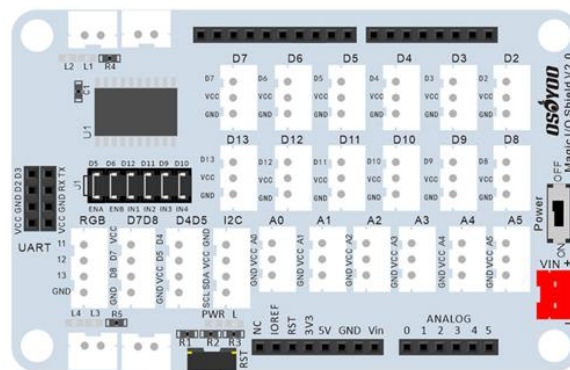 L2 L1 R4
D7 D6 D5 D4 D3 D2
D7 D6 D5 D4 D3 D2
VCC VCC VCC VCC VCC VCC
GND GND GND GND GND GND
C1
U1
OSOYOO
Magic I/O Shield V2.0
D13 D12 D11 D10 D9 D8
D13 D12 D11 D10 D9 D8
VCC VCC VCC VCC VCC VCC
GND GND GND GND GND GND
D5 D6 D12 D11 D9 D10
J1
ENA ENB IN1 IN2 IN3 IN4
VCC GND D2 D3
VCC GND RX TX
UART
Power
OFF
ON
RGB D7D8 D4D5 I2C A0 A1 A2 A3 A4 A5
11
12
13
GND
GND D8 D7 VCC
GND VCC D5 D4
SCL SDA VCC GND
GND VCC A0
GND VCC A1
GND VCC A2
GND VCC A3
GND VCC A4
GND VCC A5
VIN +
L4 L3 R5
PWR L
R1 R2 R3
RST
NC IOREF RST 3V3 5V GND Vin
ANALOG
0 1 2 3 4 5